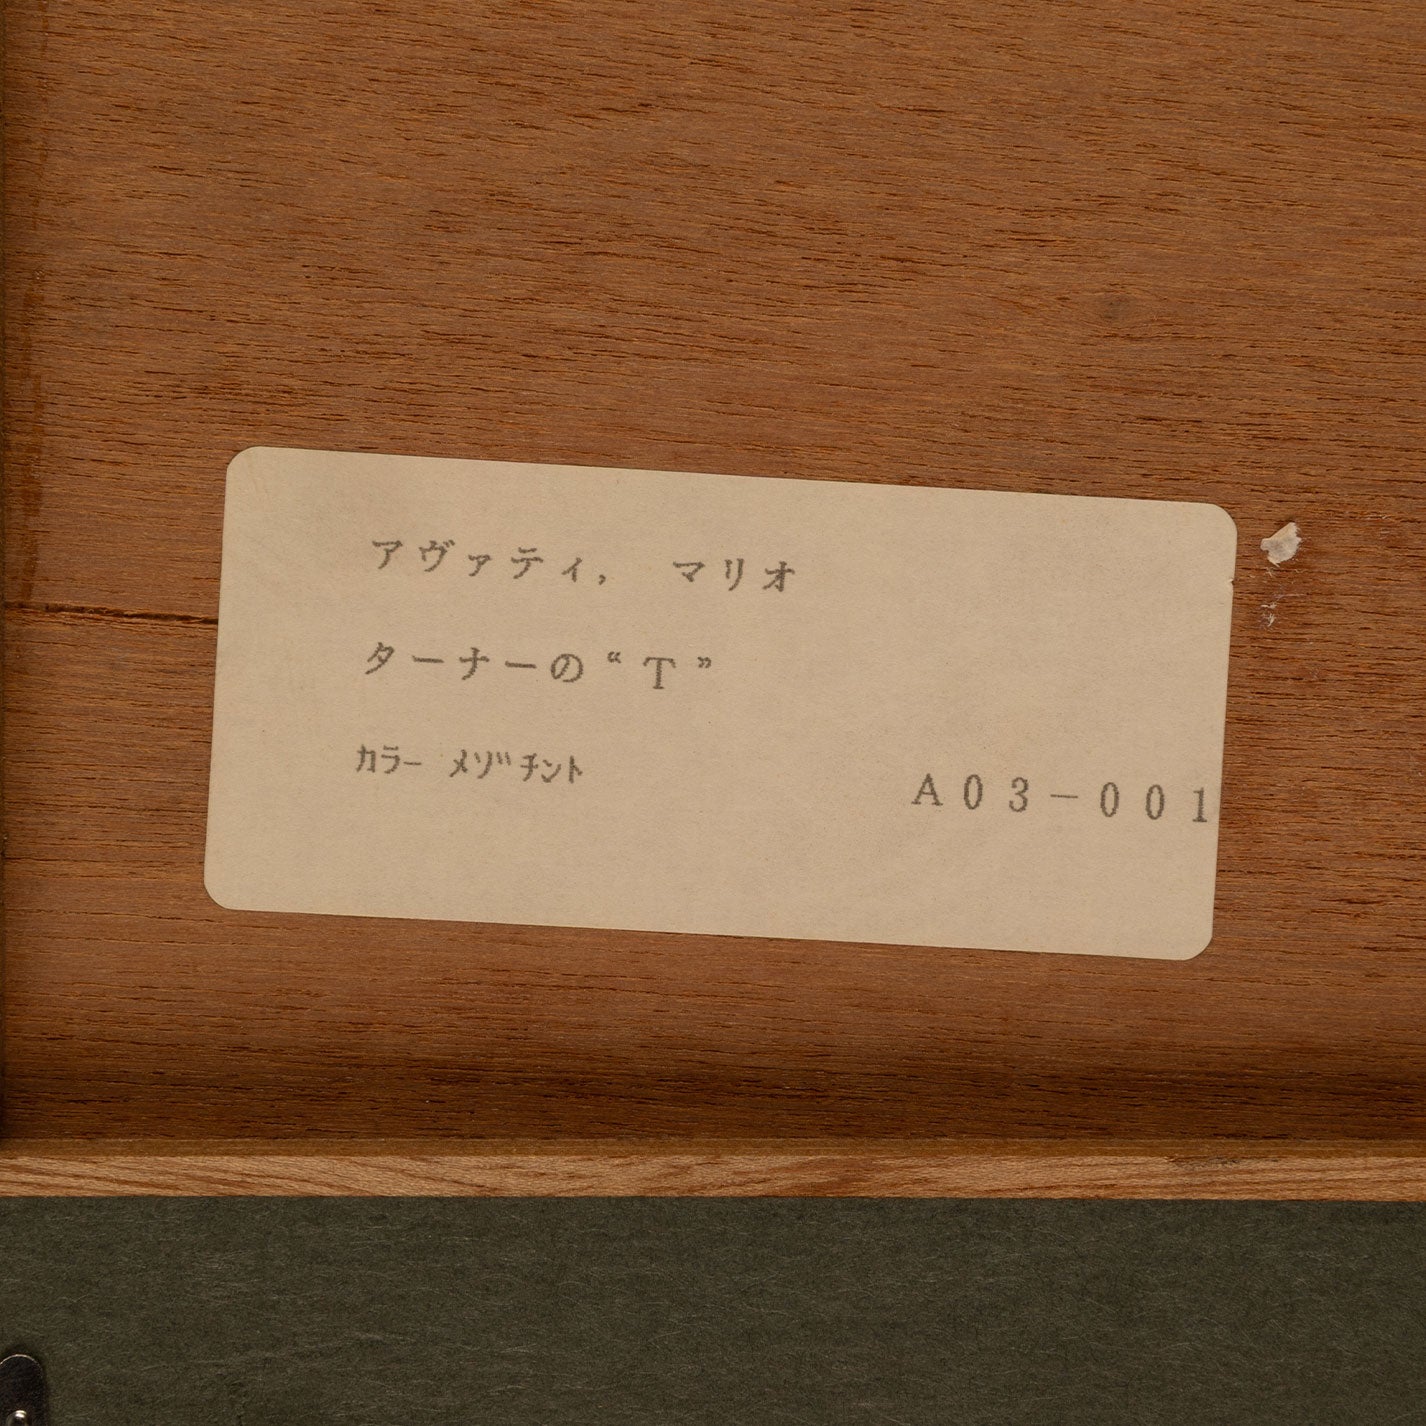 アヴァティ, マリオ
ターナーの“T”
ｶﾗｰ ﾒｿﾞﾁﾝﾄ
A03-001